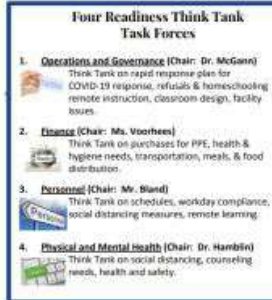 Four Readiness Think Tank
Task Forces
1. Operations and Governance (Chair: Dr. McGann)
Think Tank on rapid response plan for
COVID-19 response, refusals & homeschooling
remote instruction, classroom design, facility
issues.
2. Finance (Chair: Ms. Voorhees)
Think Tank on purchases for PPE, health &
hygiene needs, transportation, meals, & food
distribution.
3. Personnel (Chair: Mr. Bland)
Think Tank on schedules, workday compliance,
social distancing measures, remote learning.
4. Physical and Mental Health (Chair: Dr. Hamblin)
Think Tank on social distancing, counseling
needs, health and safety.